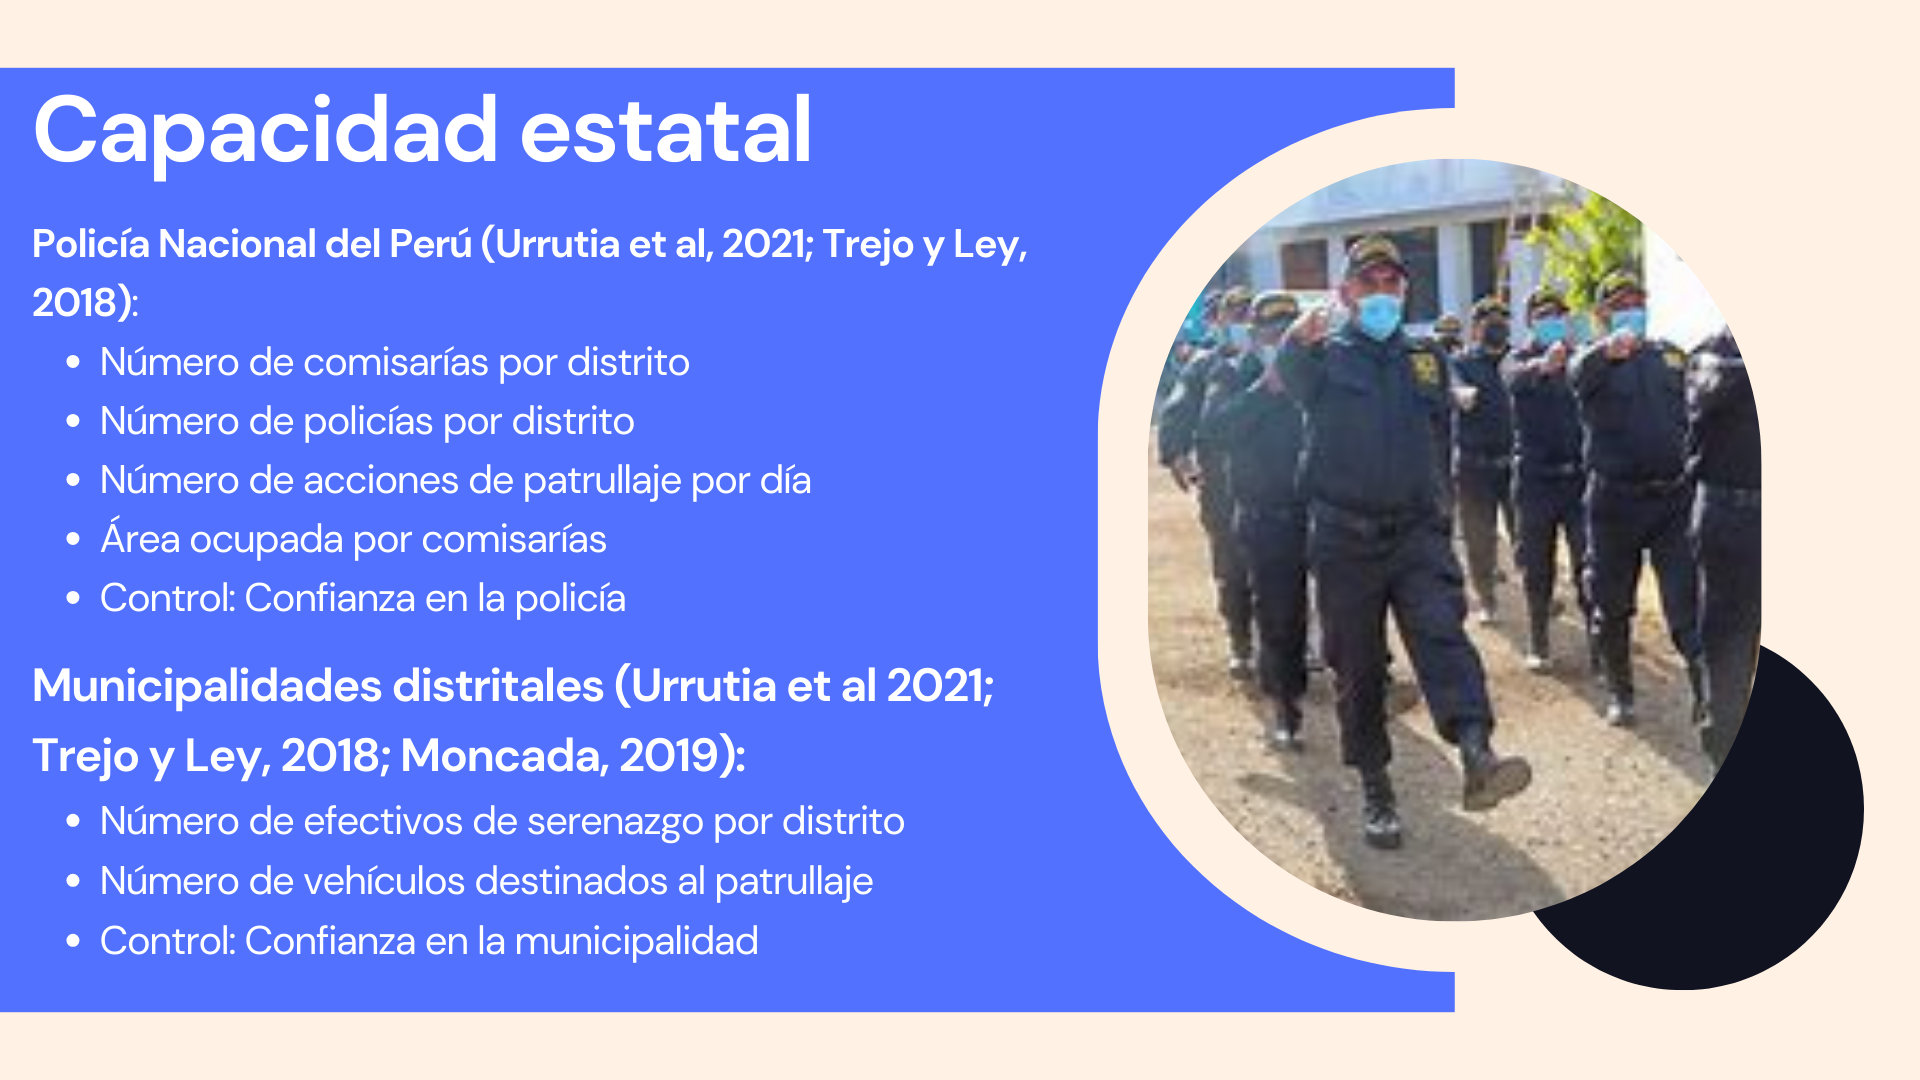 Capacidad estatal
Policía Nacional del Perú (Urrutia et al, 2021; Trejo y Ley,
2018):
• Número de comisarías por distrito
• Número de policías por distrito
• Número de acciones de patrullaje por día
• Área ocupada por comisarías
• Control: Confianza en la policía
Municipalidades distritales (Urrutia et al 2021;
Trejo y Ley, 2018; Moncada, 2019):
• Número de efectivos de serenazgo por distrito
• Número de vehículos destinados al patrullaje
• Control: Confianza en la municipalidad